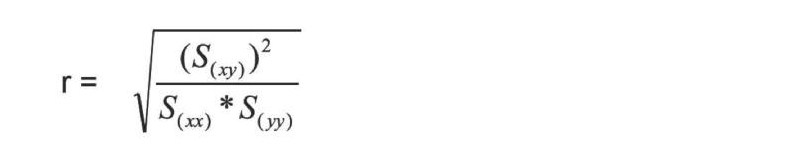 r = √((S₍xy₎)² / (S₍xx₎ * S₍yy₎))